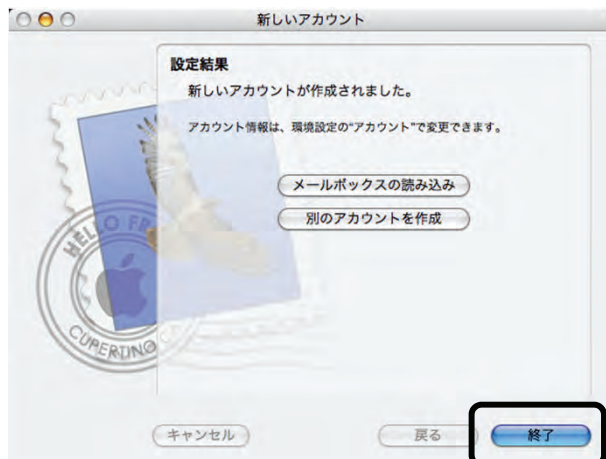 新しいアカウント
設定結果
新しいアカウントが作成されました。
アカウント情報は、環境設定の“アカウント”で変更できます。
メールボックスの読み込み
別のアカウントを作成
HELLO FR
CUPERTINO
キャンセル
戻る
終了